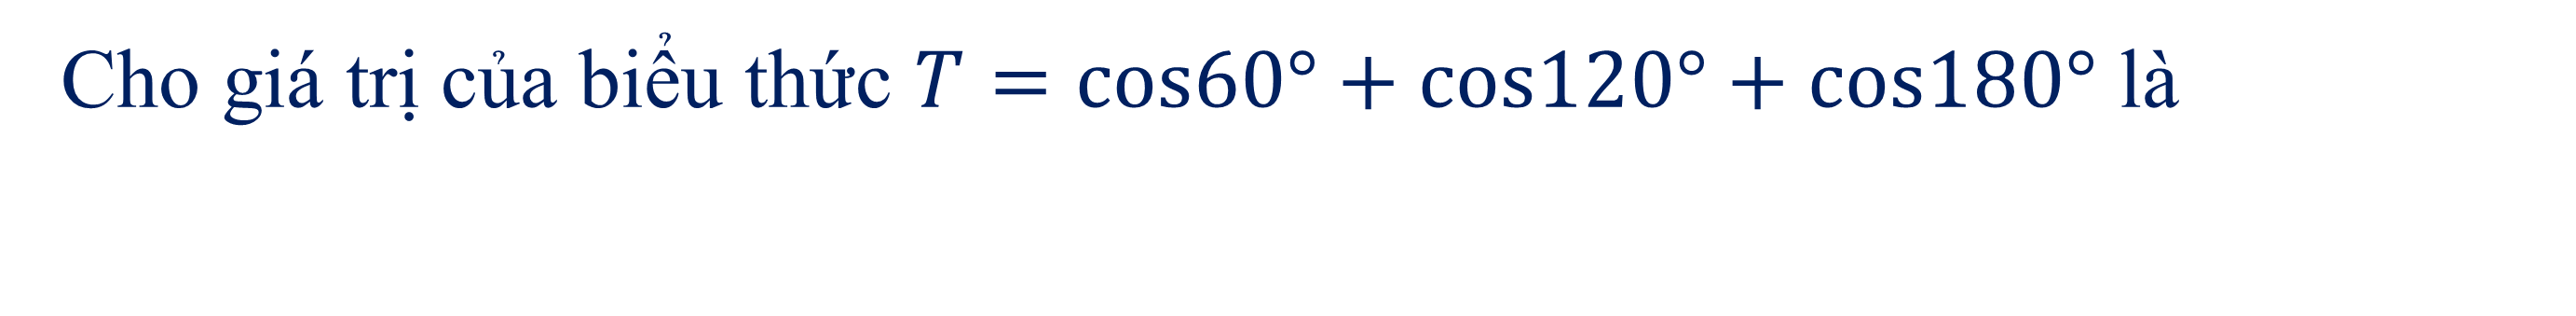 Cho giá trị của biểu thức T = cos60° + cos120° + cos180° là